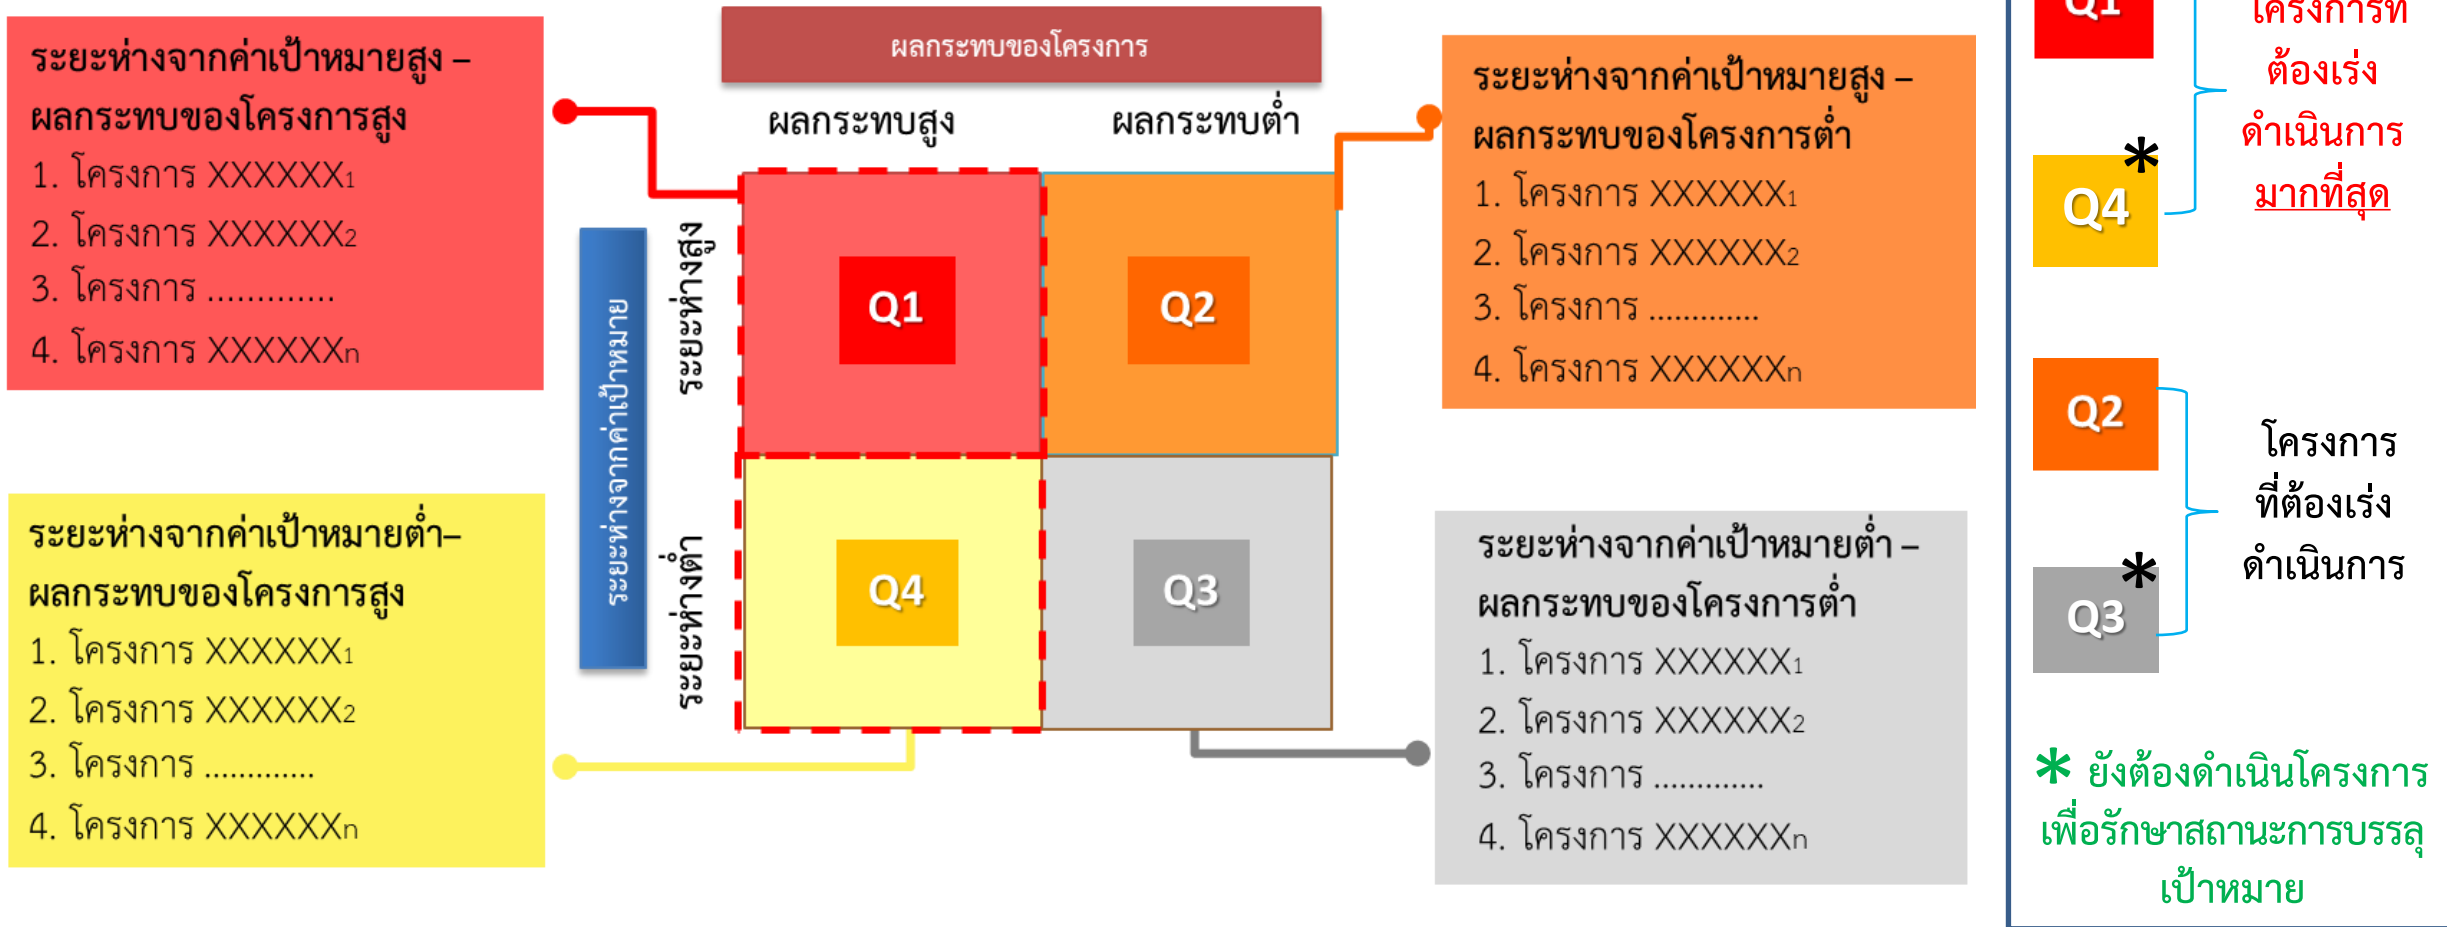 ระยะห่างจากค่าเป้าหมายสูง –
ผลกระทบของโครงการสูง
1. โครงการ XXXXXX1
2. โครงการ XXXXXX2
3. โครงการ .............
4. โครงการ XXXXXXn
ผลกระทบของโครงการ
ผลกระทบสูง
ผลกระทบต่ำ
ระยะห่างจากค่าเป้าหมาย
ระยะห่างสูง
ระยะห่างต่ำ
Q1
Q2
Q4
Q3
ระยะห่างจากค่าเป้าหมายสูง –
ผลกระทบของโครงการต่ำ
1. โครงการ XXXXXX1
2. โครงการ XXXXXX2
3. โครงการ .............
4. โครงการ XXXXXXn
ระยะห่างจากค่าเป้าหมายต่ำ–
ผลกระทบของโครงการสูง
1. โครงการ XXXXXX1
2. โครงการ XXXXXX2
3. โครงการ .............
4. โครงการ XXXXXXn
ระยะห่างจากค่าเป้าหมายต่ำ –
ผลกระทบของโครงการต่ำ
1. โครงการ XXXXXX1
2. โครงการ XXXXXX2
3. โครงการ .............
4. โครงการ XXXXXXn
Q1
Q4*
โครงการที่
ต้องเร่ง
ดำเนินการ
มากที่สุด
Q2
Q3*
โครงการ
ที่ต้องเร่ง
ดำเนินการ
* ยังต้องดำเนินโครงการ
เพื่อรักษาสถานะการบรรลุ
เป้าหมาย